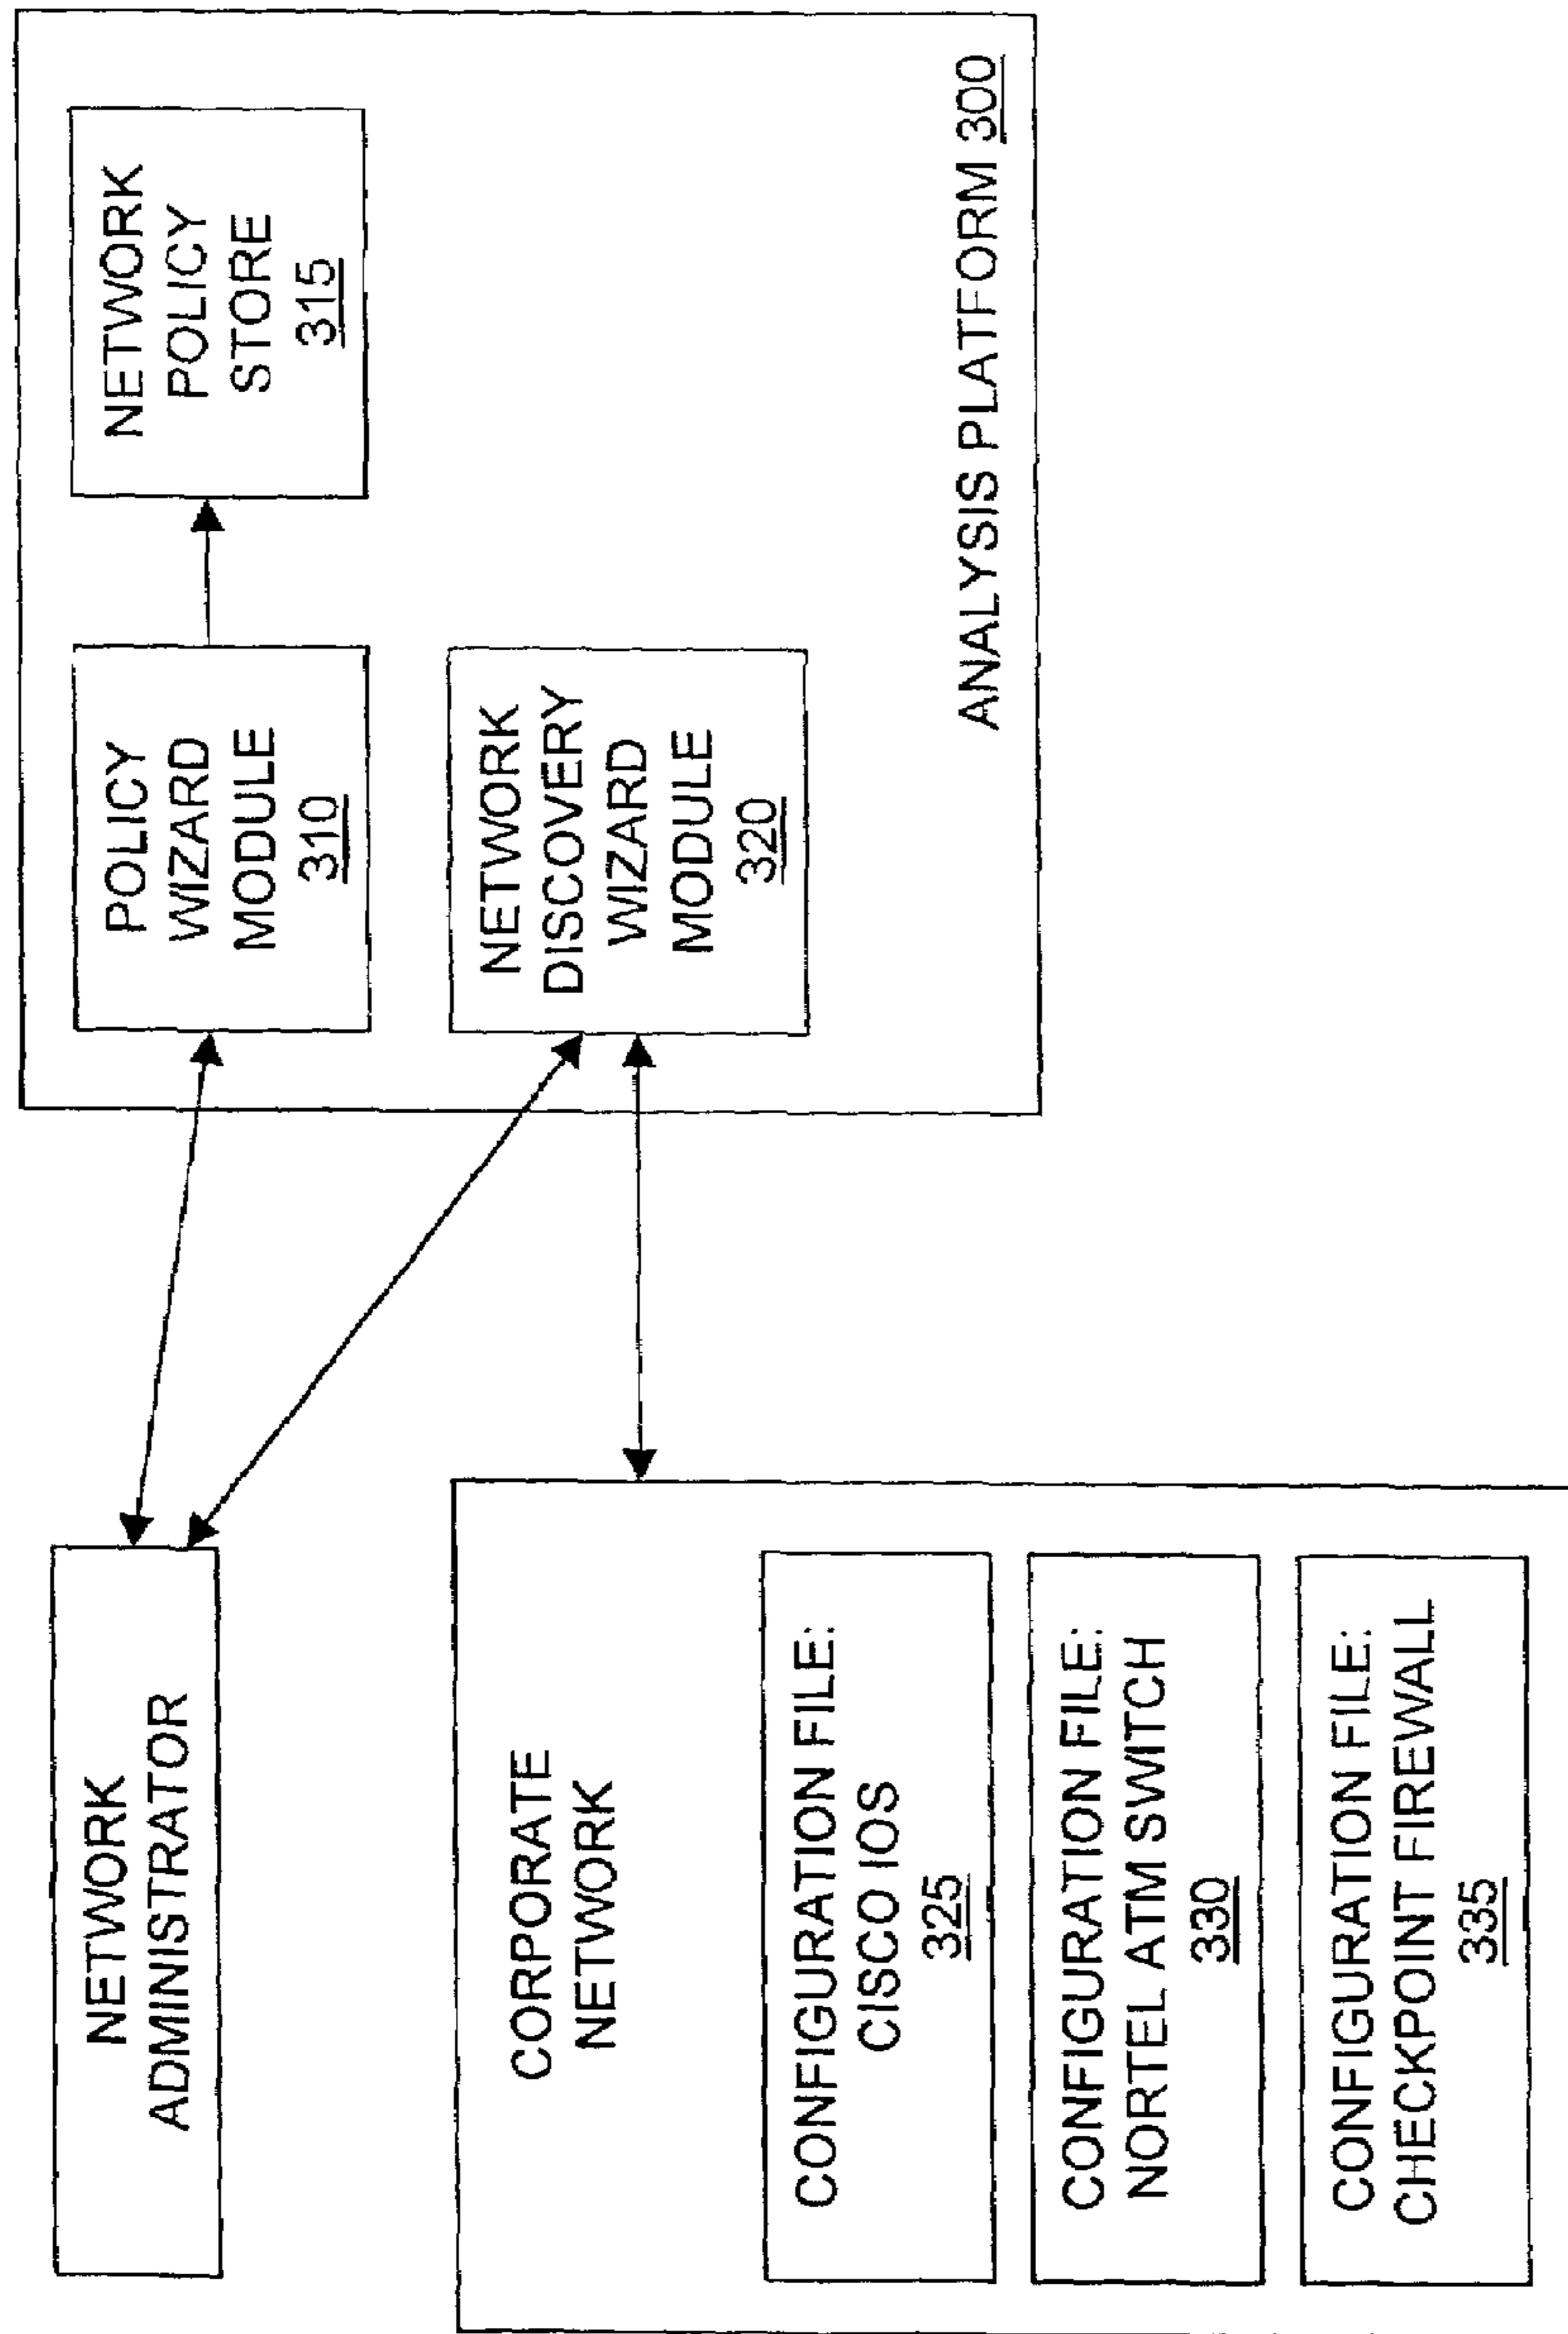 NETWORK
ADMINISTRATOR
CORPORATE
NETWORK
CONFIGURATION FILE:
CISCO IOS
325
CONFIGURATION FILE:
NORTEL ATM SWITCH
330
CONFIGURATION FILE:
CHECKPOINT FIREWALL
335
POLICY
WIZARD
MODULE
310
NETWORK
POLICY
STORE
315
NETWORK
DISCOVERY
WIZARD
MODULE
320
ANALYSIS PLATFORM 300